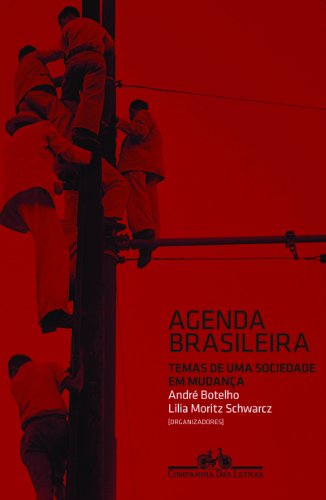 AGENDA
BRASILEIRA
TEMAS DE UMA SOCIEDADE
EM MUDANÇA
André Botelho
Lilia Moritz Schwarcz
[ORGANIZADORES]
COMPANHIA DAS LETRAS